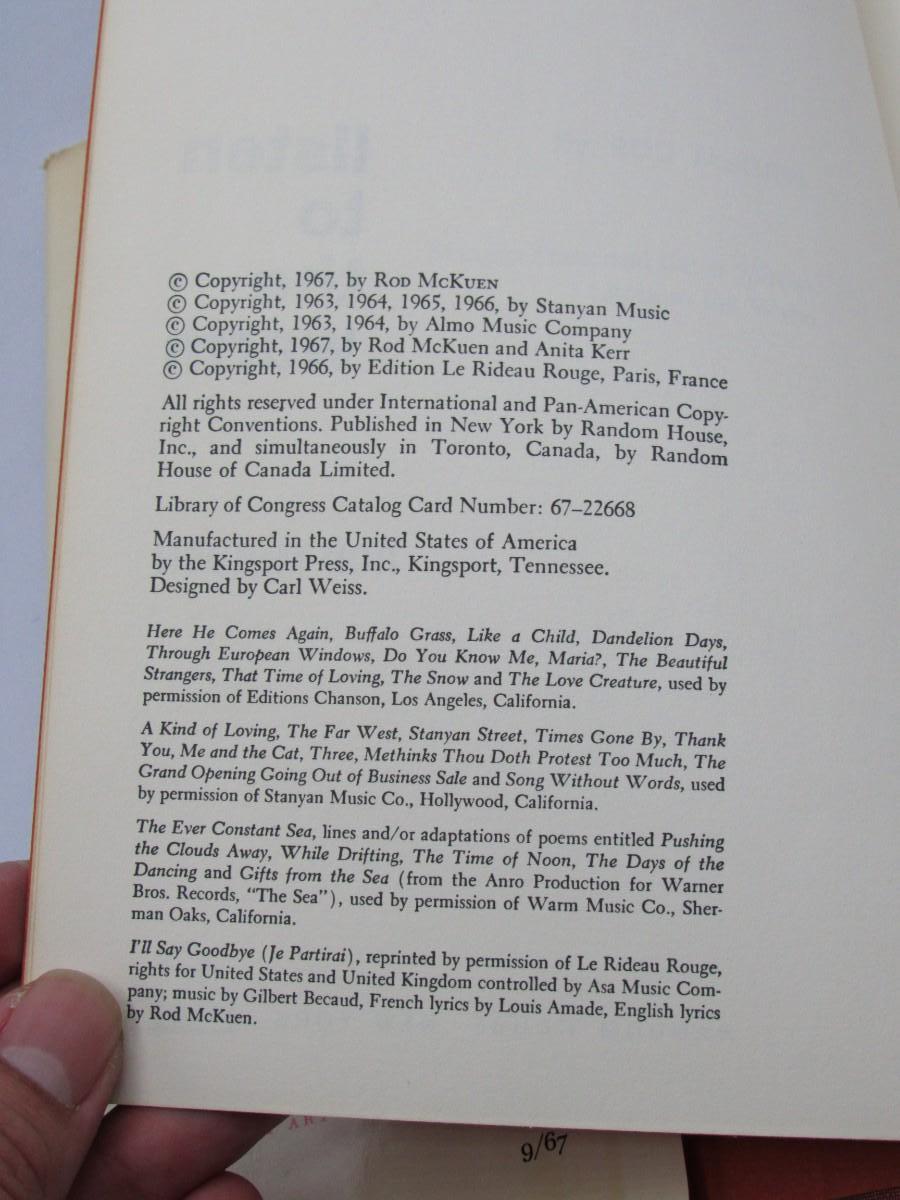 listen
to
© Copyright, 1967, by ROD MCKUEN
© Copyright, 1963, 1964, 1965, 1966, by Stanyan Music
© Copyright, 1963, 1964, by Almo Music Company
© Copyright, 1967, by Rod McKuen and Anita Kerr
© Copyright, 1966, by Edition Le Rideau Rouge, Paris, France
All rights reserved under International and Pan-American Copy-
right Conventions. Published in New York by Random House,
Inc., and simultaneously in Toronto, Canada, by Random
House of Canada Limited.
Library of Congress Catalog Card Number: 67–22668
Manufactured in the United States of America
by the Kingsport Press, Inc., Kingsport, Tennessee.
Designed by Carl Weiss.
Here He Comes Again, Buffalo Grass, Like a Child, Dandelion Days,
Through European Windows, Do You Know Me, Maria?, The Beautiful
Strangers, That Time of Loving, The Snow and The Love Creature, used by
permission of Editions Chanson, Los Angeles, California.
A Kind of Loving, The Far West, Stanyan Street, Times Gone By, Thank
You, Me and the Cat, Three, Methinks Thou Doth Protest Too Much, The
Grand Opening Going Out of Business Sale and Song Without Words, used
by permission of Stanyan Music Co., Hollywood, California.
The Ever Constant Sea, lines and/or adaptations of poems entitled Pushing
the Clouds Away, While Drifting, The Time of Noon, The Days of the
Dancing and Gifts from the Sea (from the Anro Production for Warner
Bros. Records, "The Sea"), used by permission of Warm Music Co., Sher-
man Oaks, California.
I'll Say Goodbye (Je Partirai), reprinted by permission of Le Rideau Rouge,
rights for United States and United Kingdom controlled by Asa Music Com-
pany; music by Gilbert Becaud, French lyrics by Louis Amade, English lyrics
by Rod McKuen.
9/67